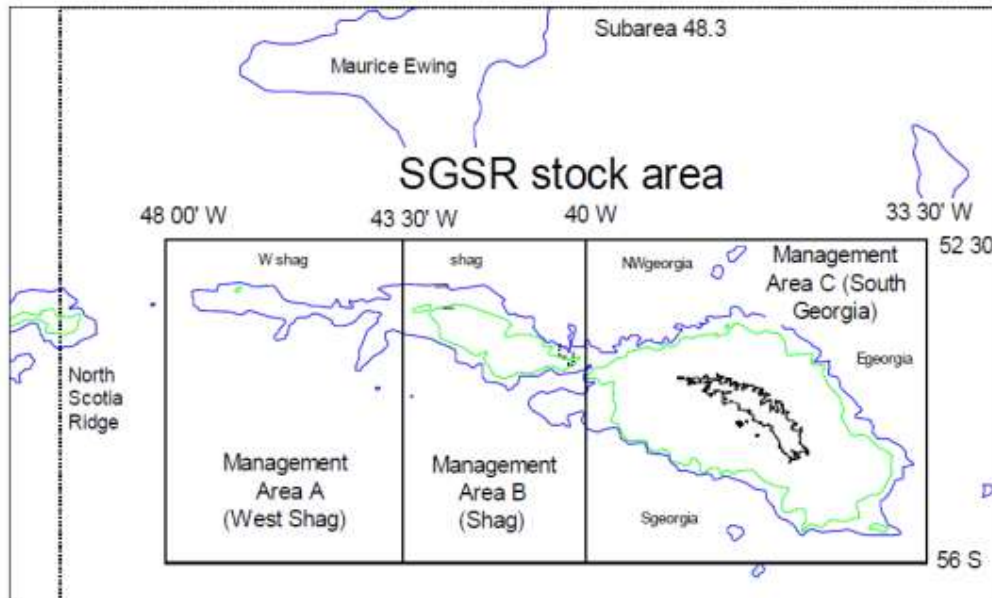 Subarea 48.3
Maurice Ewing
SGSR stock area
48 00' W
43 30' W
40 W
33 30' W
52 30
W shag
shag
NWgeorgia
Management
Area C (South
Georgia)
Egeorgia
North
Scotia
Ridge
Management
Area A
(West Shag)
Management
Area B
(Shag)
Sgeorgia
56 S